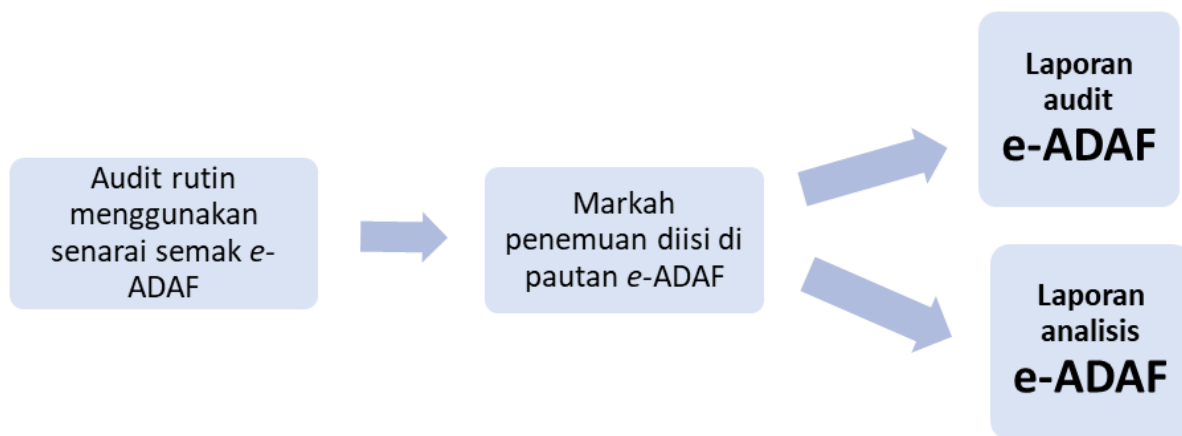 Audit rutin
menggunakan
senarai semak e-
ADAF
Markah
penemuan diisi di
pautan e-ADAF
Laporan
audit
e-ADAF
Laporan
analisis
e-ADAF